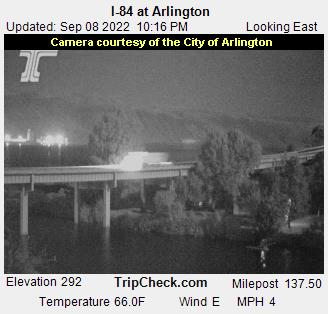 I-84 at Arlington
Updated: Sep 08 2022 10:16 PM Looking East
Camera courtesy of the City of Arlington
Elevation 292 TripCheck.com Milepost 137.50
Temperature 66.0F Wind E MPH 4